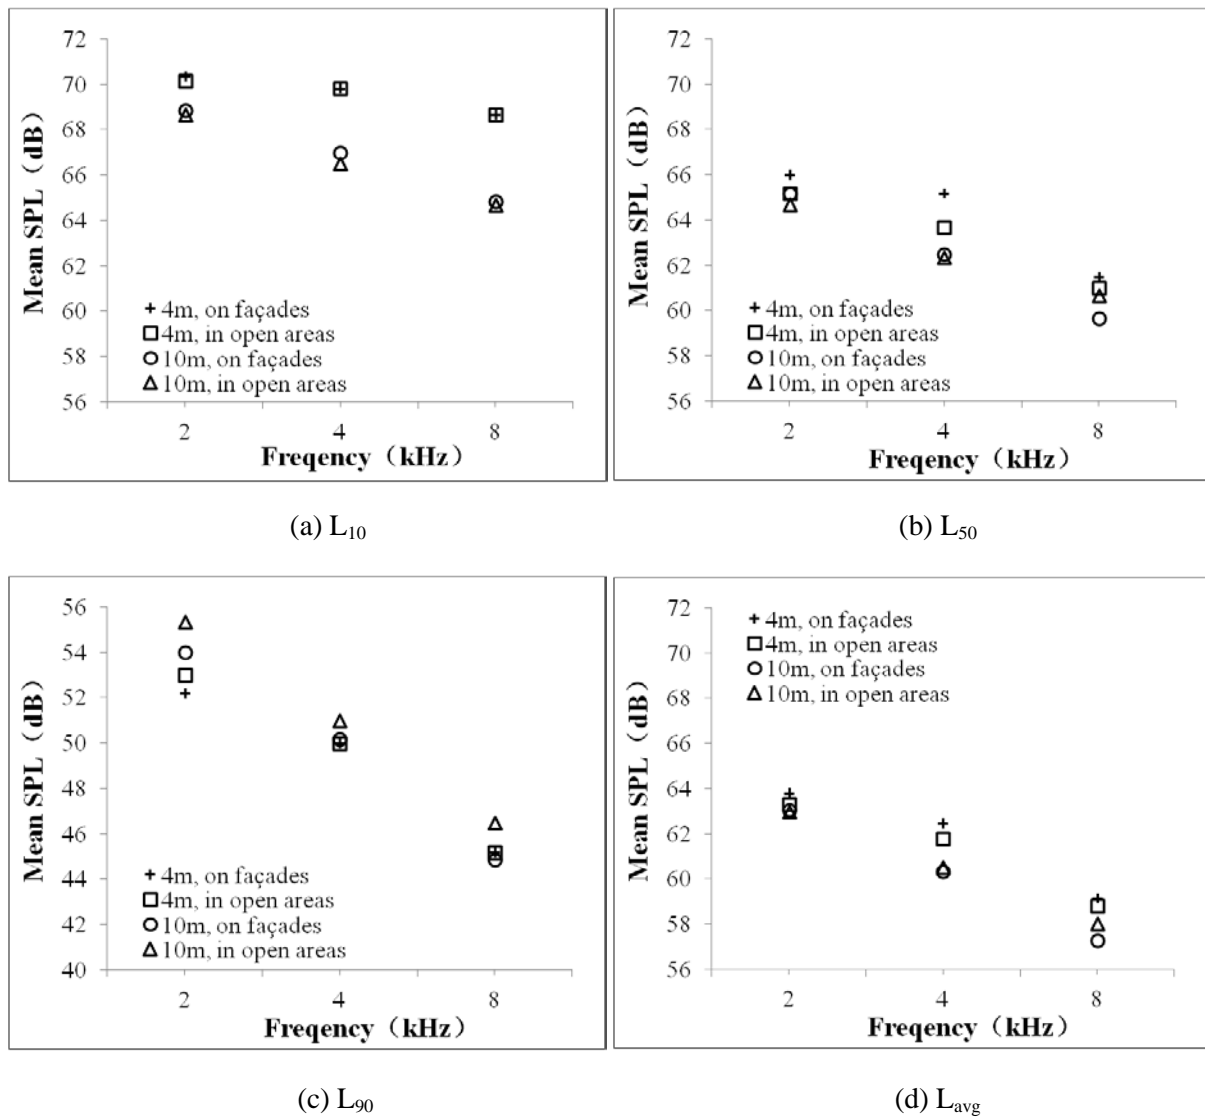 72
70
68
66
64
62
60
58
56
Mean SPL（dB）
+ 4m, on façades
□ 4m, in open areas
○ 10m, on façades
△ 10m, in open areas
2 4 8
Freqency（kHz）
(a) L₁₀
72
70
68
66
64
62
60
58
56
Mean SPL（dB）
+ 4m, on façades
□ 4m, in open areas
○ 10m, on façades
△ 10m, in open areas
2 4 8
Freqency（kHz）
(b) L₅₀
56
54
52
50
48
46
44
42
40
Mean SPL（dB）
+ 4m, on façades
□ 4m, in open areas
○ 10m, on façades
△ 10m, in open areas
2 4 8
Freqency（kHz）
(c) L₉₀
72
70
68
66
64
62
60
58
56
Mean SPL（dB）
+ 4m, on façades
□ 4m, in open areas
○ 10m, on façades
△ 10m, in open areas
2 4 8
Freqency（kHz）
(d) Lavg